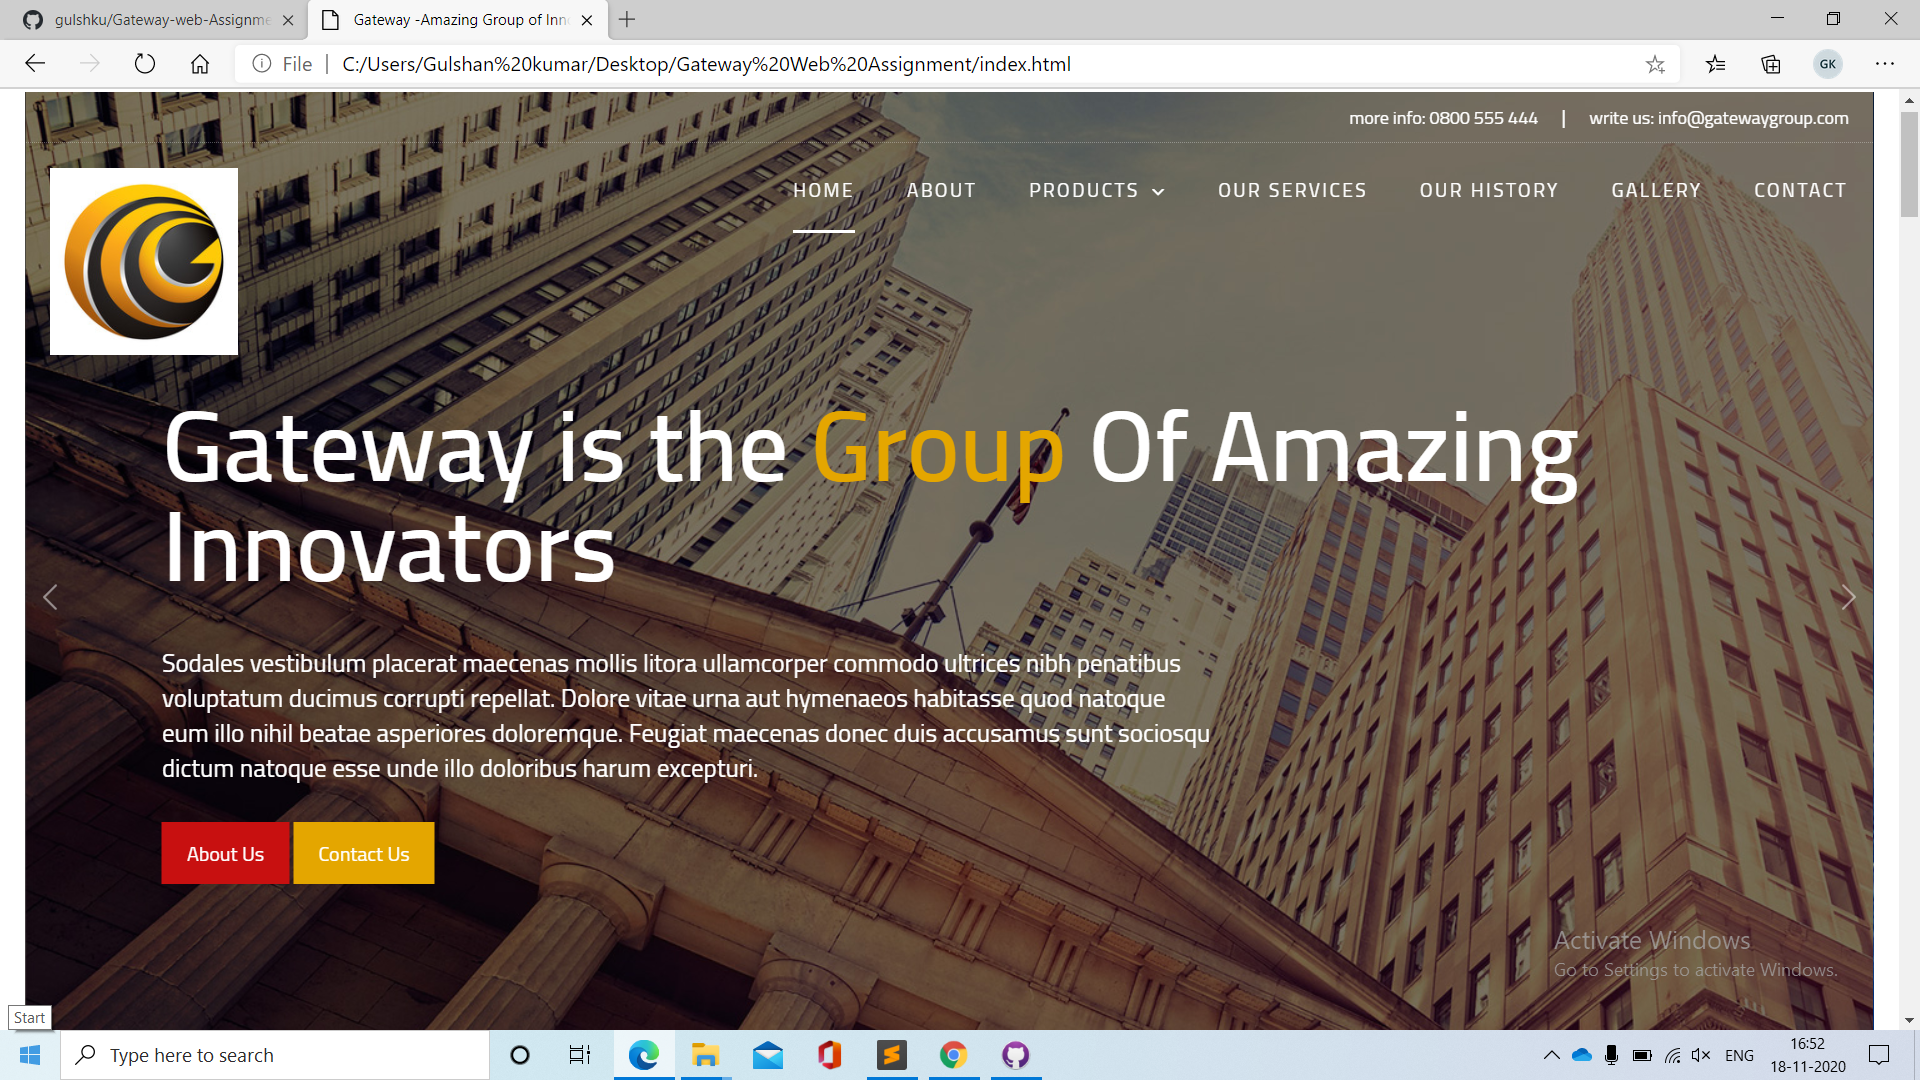 gulshku/Gateway-web-Assignme
Gateway -Amazing Group of Inn
File
C:/Users/Gulshan%20kumar/Desktop/Gateway%20Web%20Assignment/index.html
GK
more info: 0800 555 444 | write us: info@gatewaygroup.com
HOME ABOUT PRODUCTS OUR SERVICES OUR HISTORY GALLERY CONTACT
Gateway is the Group Of Amazing
Innovators
Sodales vestibulum placerat maecenas mollis litora ullamcorper commodo ultrices nibh penatibus
voluptatum ducimus corrupti repellat. Dolore vitae urna aut hymenaeos habitasse quod natoque
eum illo nihil beatae asperiores doloremque. Feugiat maecenas donec duis accusamus sunt sociosqu
dictum natoque esse unde illo doloribus harum excepturi.
About Us Contact Us
Activate Windows
Go to Settings to activate Windows.
Start
Type here to search
ENG
16:52
18-11-2020